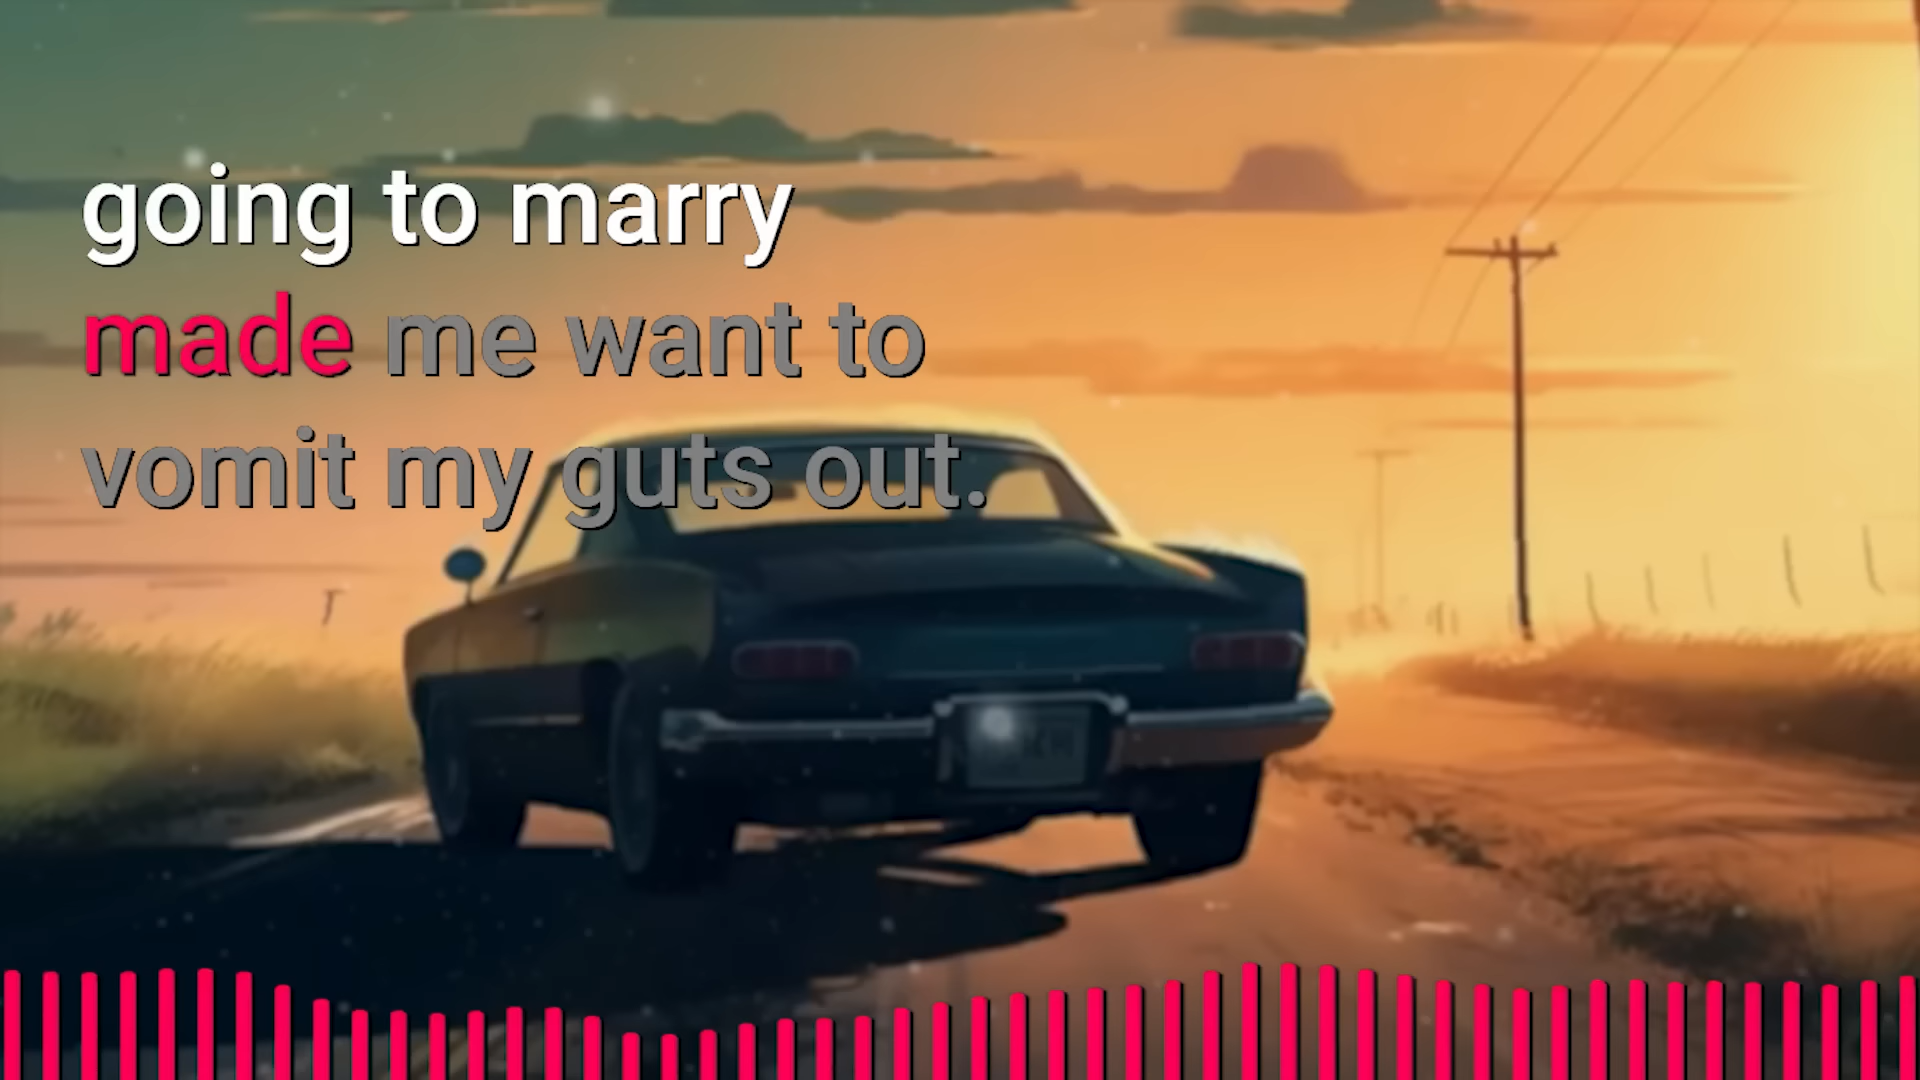 going to marry
made me want to
vomit my guts out.